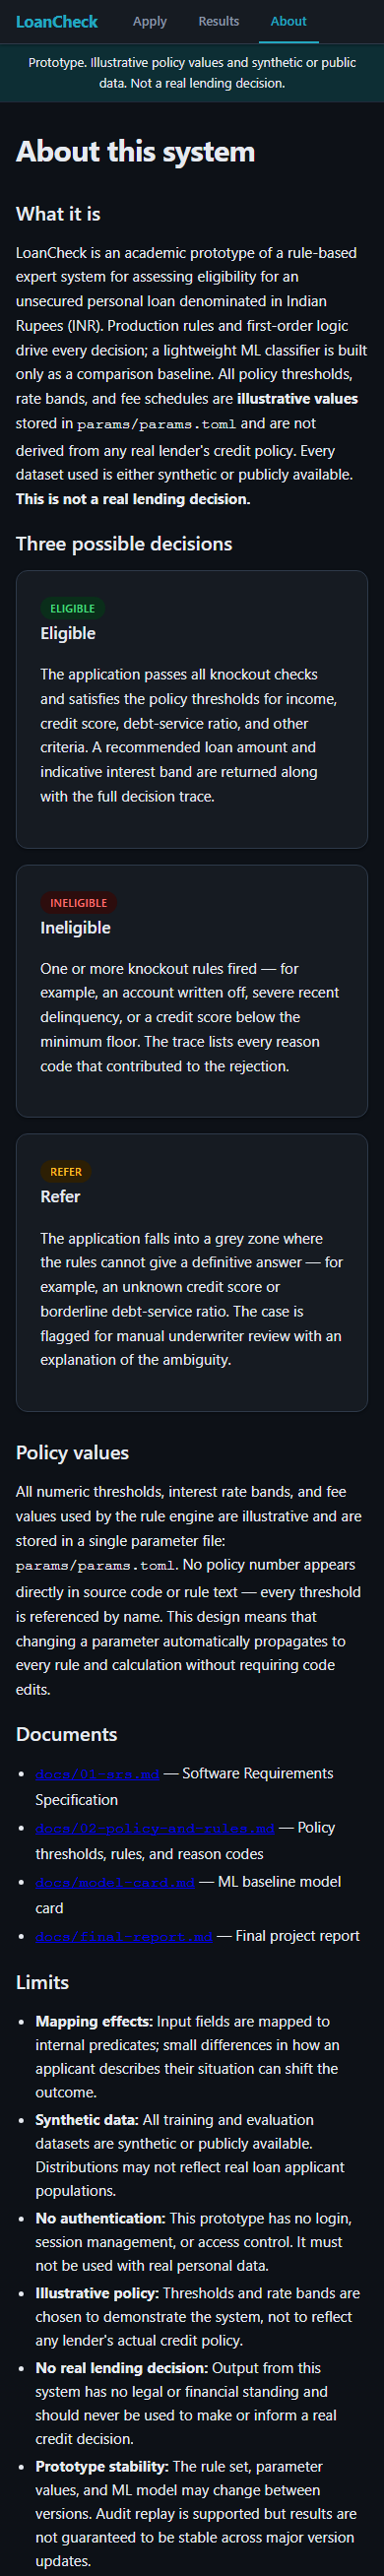 LoanCheck Apply Results About
Prototype. Illustrative policy values and synthetic or public
data. Not a real lending decision.
About this system
What it is
LoanCheck is an academic prototype of a rule-based
expert system for assessing eligibility for an
unsecured personal loan denominated in Indian
Rupees (INR). Production rules and first-order logic
drive every decision; a lightweight ML classifier is built
only as a comparison baseline. All policy thresholds,
rate bands, and fee schedules are illustrative values
stored in params/params.toml and are not
derived from any real lender's credit policy. Every
dataset used is either synthetic or publicly available.
This is not a real lending decision.
Three possible decisions
ELIGIBLE
Eligible
The application passes all knockout checks
and satisfies the policy thresholds for income,
credit score, debt-service ratio, and other
criteria. A recommended loan amount and
indicative interest band are returned along
with the full decision trace.
INELIGIBLE
Ineligible
One or more knockout rules fired — for
example, an account written off, severe recent
delinquency, or a credit score below the
minimum floor. The trace lists every reason
code that contributed to the rejection.
REFER
Refer
The application falls into a grey zone where
the rules cannot give a definitive answer — for
example, an unknown credit score or
borderline debt-service ratio. The case is
flagged for manual underwriter review with an
explanation of the ambiguity.
Policy values
All numeric thresholds, interest rate bands, and fee
values used by the rule engine are illustrative and are
stored in a single parameter file:
params/params.toml. No policy number appears
directly in source code or rule text — every threshold
is referenced by name. This design means that
changing a parameter automatically propagates to
every rule and calculation without requiring code
edits.
Documents
• docs/01-srs.md — Software Requirements
Specification
• docs/02-policy-and-rules.md — Policy
thresholds, rules, and reason codes
• docs/model-card.md — ML baseline model
card
• docs/final-report.md — Final project report
Limits
• Mapping effects: Input fields are mapped to
internal predicates; small differences in how an
applicant describes their situation can shift the
outcome.
• Synthetic data: All training and evaluation
datasets are synthetic or publicly available.
Distributions may not reflect real loan applicant
populations.
• No authentication: This prototype has no login,
session management, or access control. It must
not be used with real personal data.
• Illustrative policy: Thresholds and rate bands are
chosen to demonstrate the system, not to reflect
any lender's actual credit policy.
• No real lending decision: Output from this
system has no legal or financial standing and
should never be used to make or inform a real
credit decision.
• Prototype stability: The rule set, parameter
values, and ML model may change between
versions. Audit replay is supported but results are
not guaranteed to be stable across major version
updates.